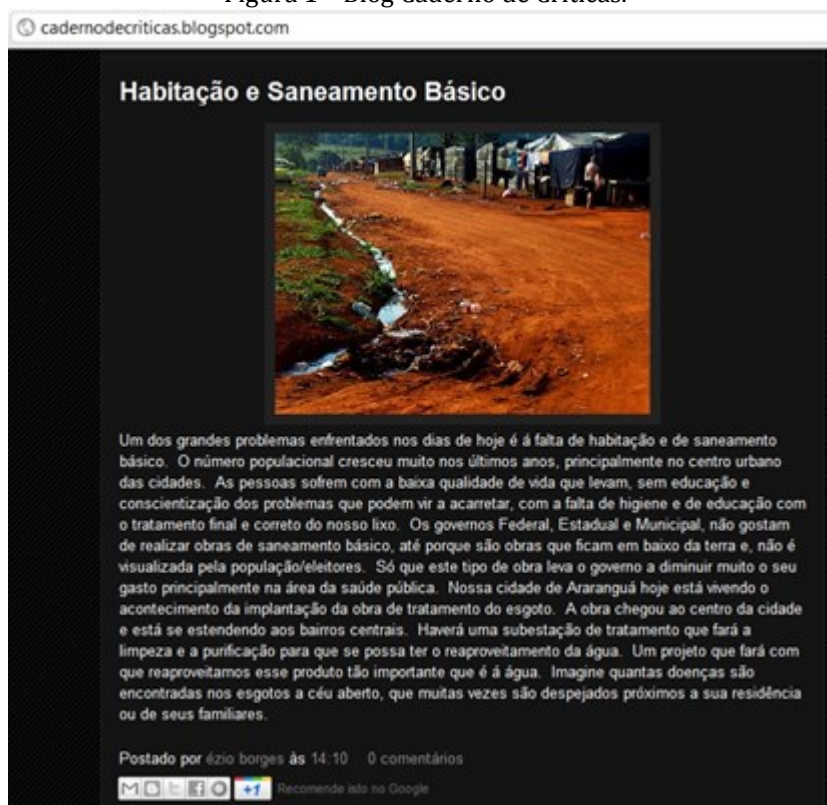 Figura 1 – Blog Caderno de Críticas.
cadernodecriticas.blogspot.com
Habitação e Saneamento Básico
Um dos grandes problemas enfrentados nos dias de hoje é á falta de habitação e de saneamento
básico. O número populacional cresceu muito nos últimos anos, principalmente no centro urbano
das cidades. As pessoas sofrem com a baixa qualidade de vida que levam, sem educação e
conscientização dos problemas que podem vir a acarretar, com a falta de higiene e de educação com
o tratamento final e correto do nosso lixo. Os governos Federal, Estadual e Municipal, não gostam
de realizar obras de saneamento básico, até porque são obras que ficam em baixo da terra e, não é
visualizada pela população/eleitores. Só que este tipo de obra leva o governo a diminuir muito o seu
gasto principalmente na área da saúde pública. Nossa cidade de Araranguá hoje está vivendo o
acontecimento da implantação da obra de tratamento do esgoto. A obra chegou ao centro da cidade
e está se estendendo aos bairros centrais. Haverá uma subestação de tratamento que fará a
limpeza e a purificação para que se possa ter o reaproveitamento da água. Um projeto que fará com
que reaproveitamos esse produto tão importante que é á água. Imagine quantas doenças são
encontradas nos esgotos a céu aberto, que muitas vezes são despejados próximos a sua residência
ou de seus familiares.
Postado por ézio borges às 14:10 0 comentários
+1 Recomende isto no Google